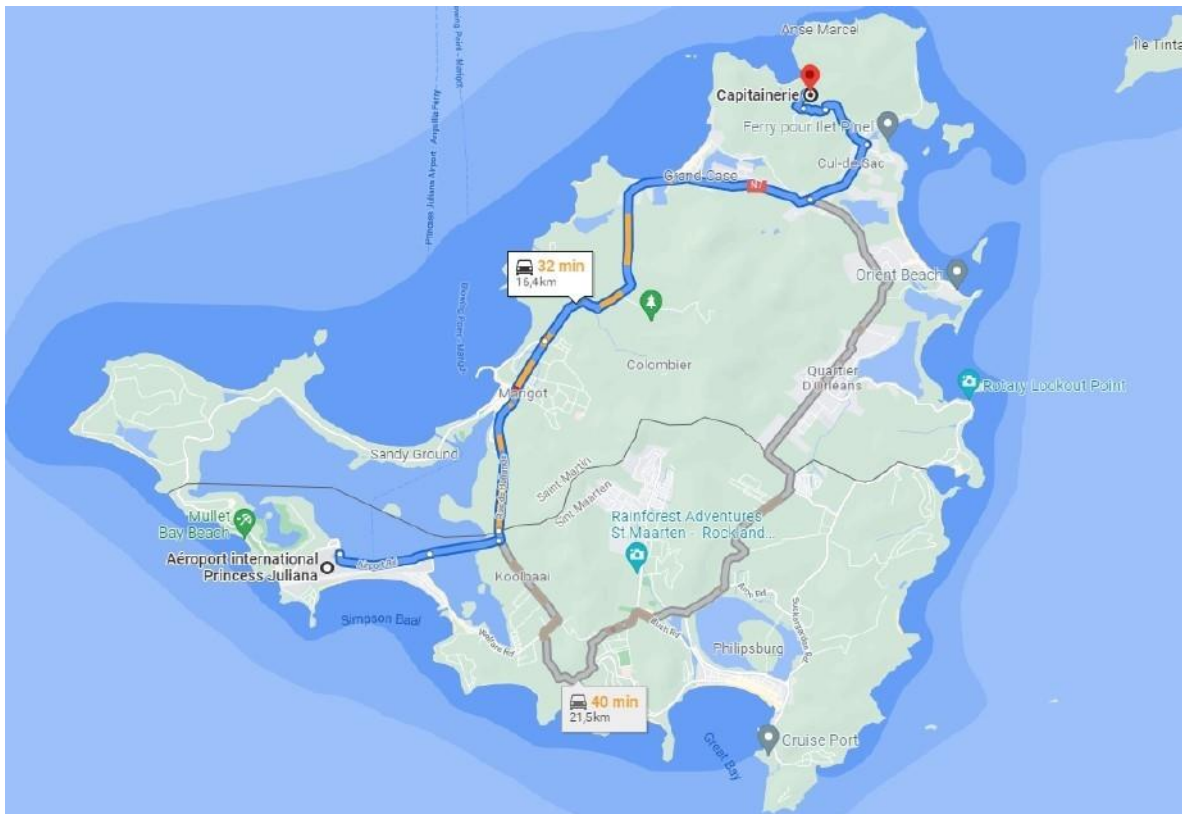 Anse Marcel
Île Tinta
Capitainerie
Ferry pour Ilet Pinel
Cul-de-Sac
Grand-Case
N7
Princess Juliana Airport - Anguilla Ferry
32 min
16,4km
Orient Beach
Colombier
Quartier
D'Orleans
Rotary Lookout Point
Marigot
Sandy Ground
Saint-Martin
Sint Maarten
Mullet
Bay Beach
Rainforest Adventures
St Maarten - Rockland...
Aéroport international
Princess Juliana
Airport Rd
Koolbaai
Simpson Baai
Welfare Rd
Bush Rd
Arch Rd
Suckergarden Rd
Philipsburg
40 min
21,5km
Cruise Port
Great Bay